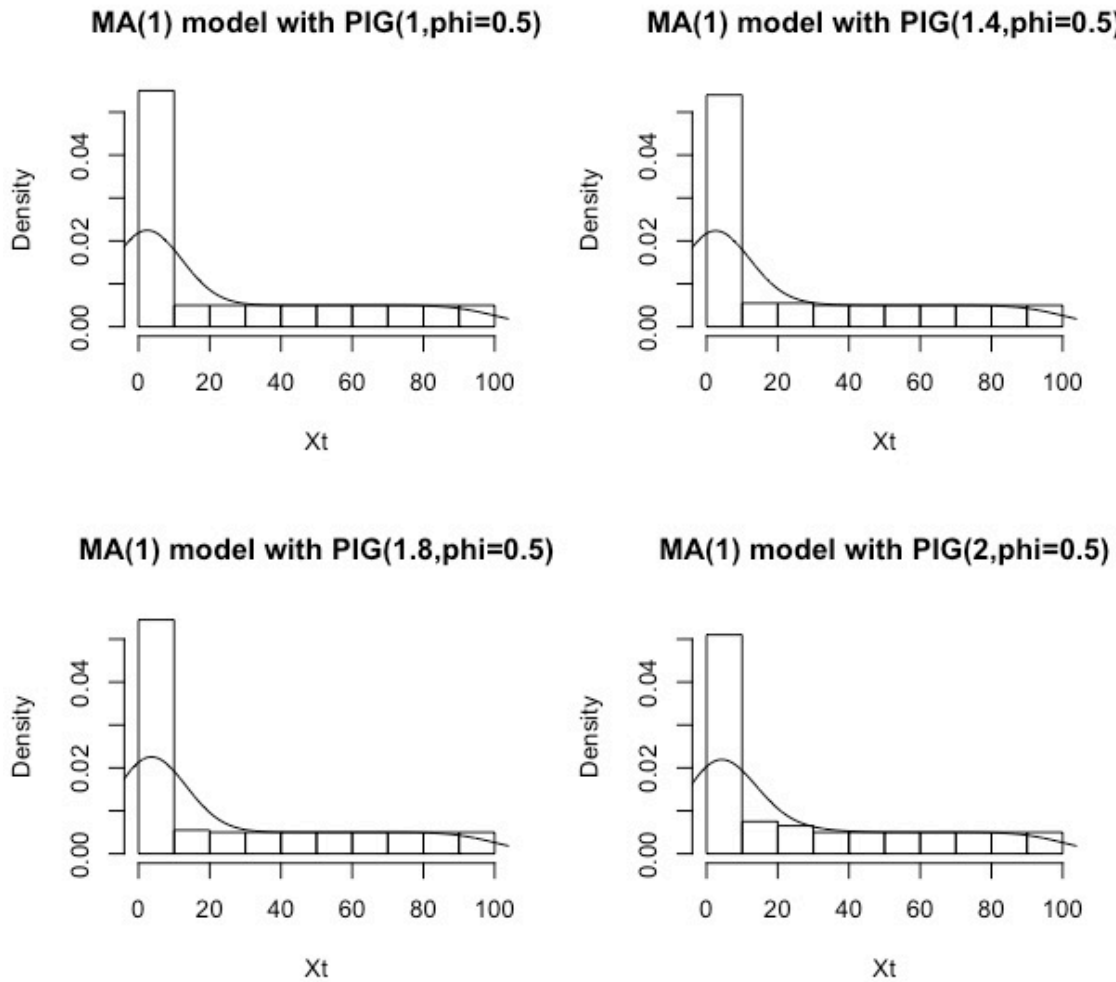 MA(1) model with PIG(1,phi=0.5)
Density
0.00 0.02 0.04
0 20 40 60 80 100
Xt
MA(1) model with PIG(1.4,phi=0.5)
Density
0.00 0.02 0.04
0 20 40 60 80 100
Xt
MA(1) model with PIG(1.8,phi=0.5)
Density
0.00 0.02 0.04
0 20 40 60 80 100
Xt
MA(1) model with PIG(2,phi=0.5)
Density
0.00 0.02 0.04
0 20 40 60 80 100
Xt